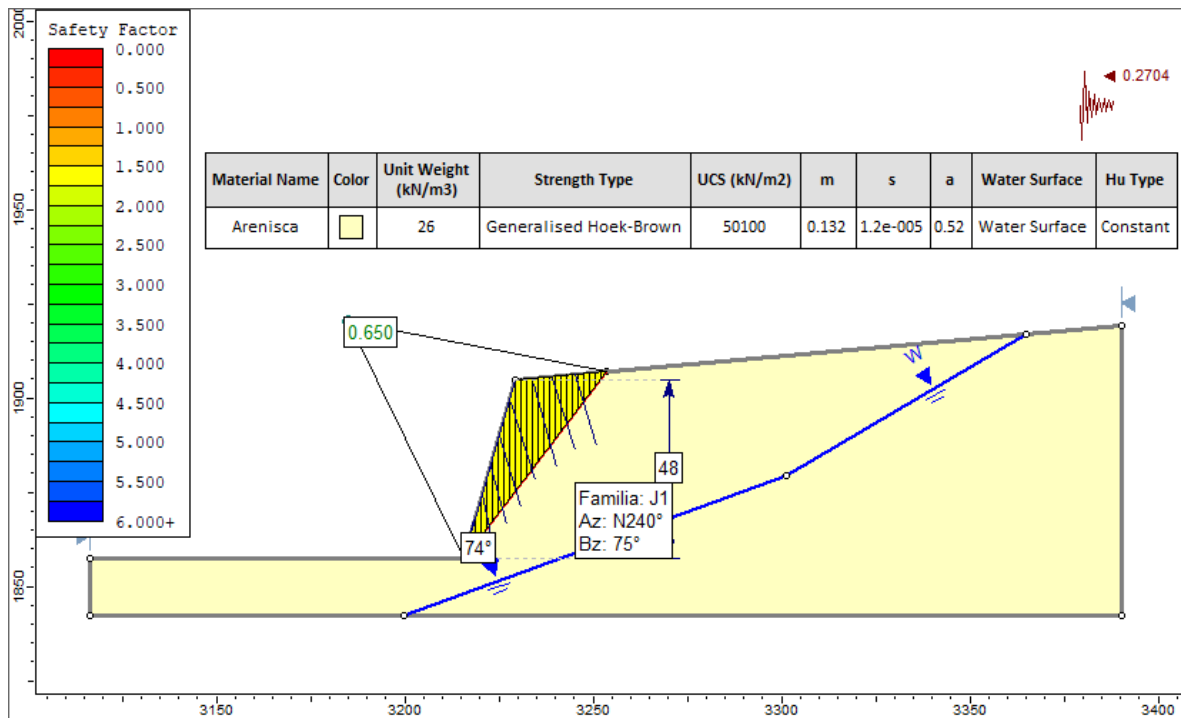 Safety Factor
0.000
0.500
1.000
1.500
2.000
2.500
3.000
3.500
4.000
4.500
5.000
5.500
6.000+
0.2704
Material Name Color Unit Weight (kN/m3) Strength Type UCS (kN/m2) m s a Water Surface Hu Type
Arenisca 26 Generalised Hoek-Brown 50100 0.132 1.2e-005 0.52 Water Surface Constant
0.650
W
48
Familia: J1
Az: N240°
Bz: 75°
74°
2000
1950
1900
1850
3150 3200 3250 3300 3350 3400